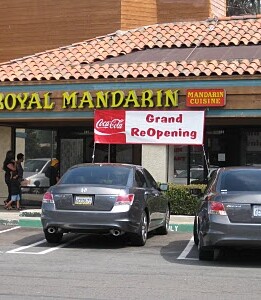 ROYAL MANDARIN
MANDARIN
CUISINE
Coca-Cola
Grand
ReOpening